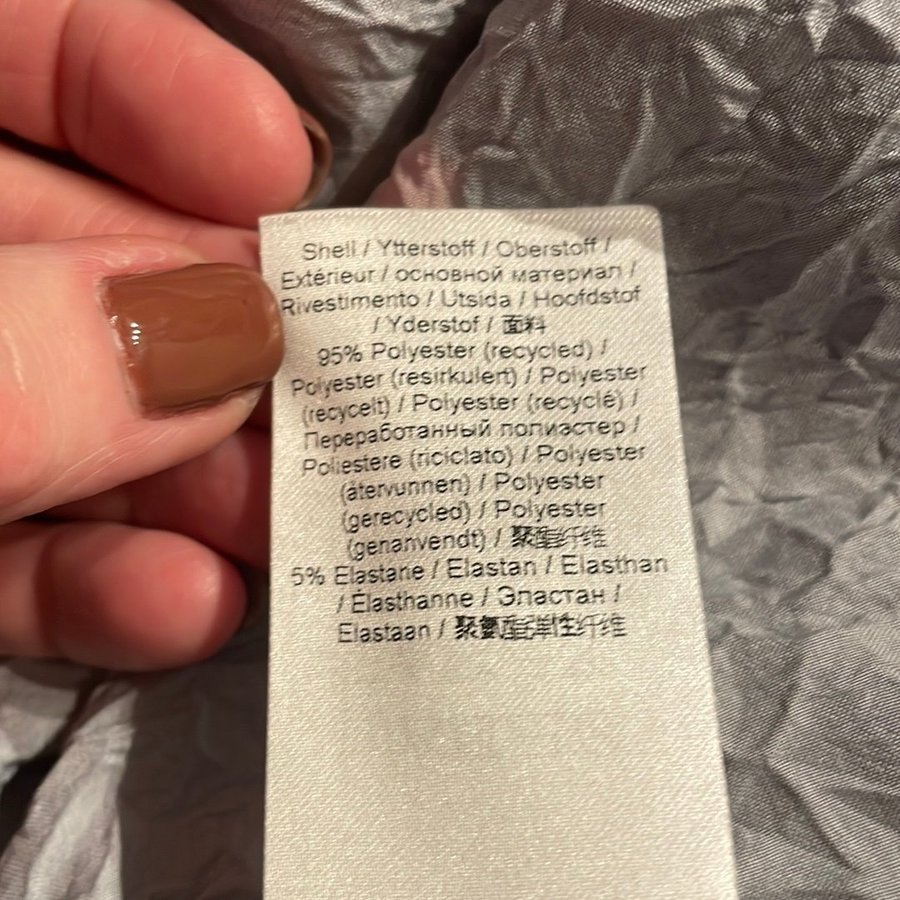 Shell / Ytterstoff / Oberstoff /
Extérieur / основной материал /
Rivestimento / Utsida / Hoofdstof
/ Yderstof / 面料
95% Polyester (recycled) /
Polyester (resirkulert) / Polyester
(recycelt) / Polyester (recyclé) /
Переработанный полиэстер /
Poliestere (riciclato) / Polyester
(återvunnen) / Polyester
(gerecycled) / Polyester
(genanvendt) / 聚酯纤维
5% Elastane / Elastan / Elasthan
/ Élasthanne / Эластан /
Elastaan / 聚氨酯弹性纤维